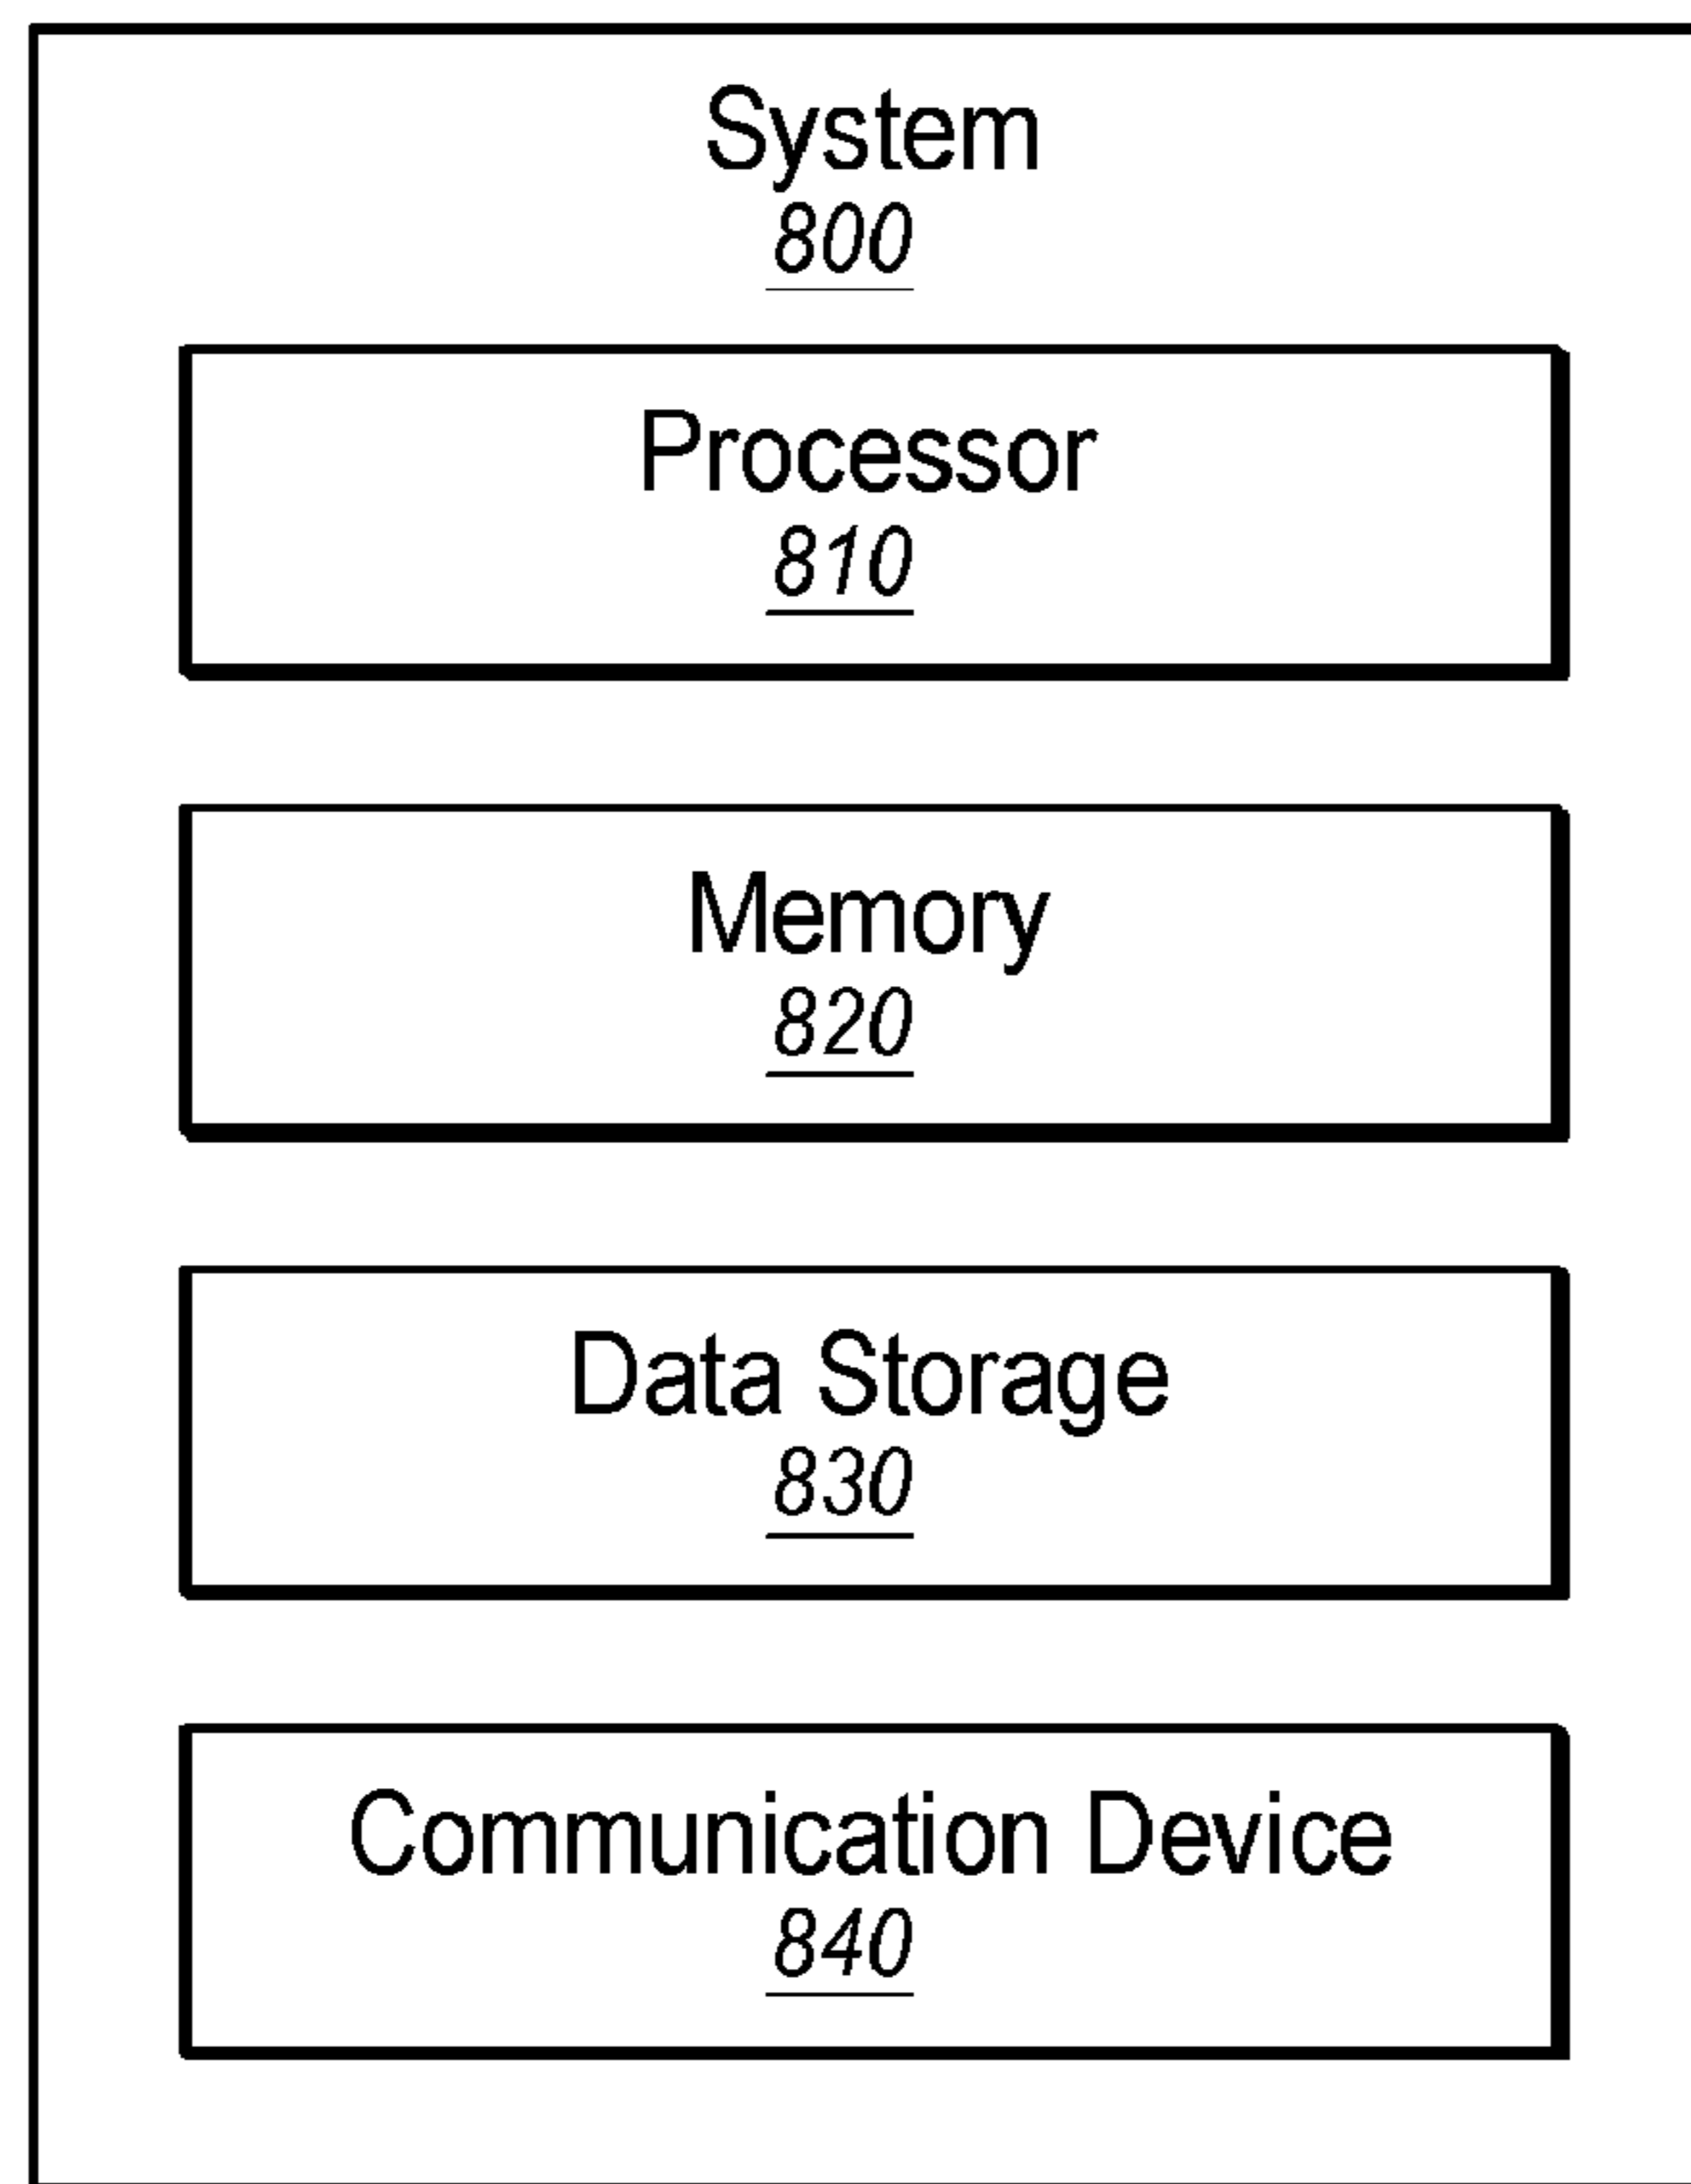 System
800
Processor
810
Memory
820
Data Storage
830
Communication Device
840